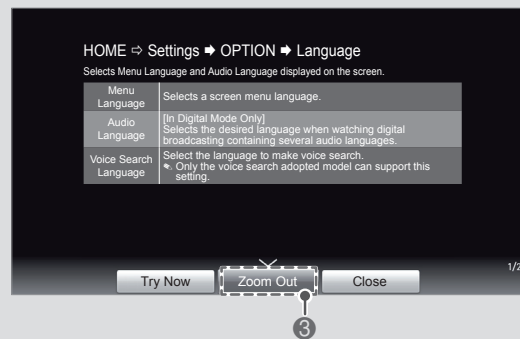 HOME ⇨ Settings ➡ OPTION ➡ Language
Selects Menu Language and Audio Language displayed on the screen.
Menu
Language
Selects a screen menu language.
Audio
Language
[In Digital Mode Only]
Selects the desired language when watching digital
broadcasting containing several audio languages.
Voice Search
Language
Select the language to make voice search.
Only the voice search adopted model can support this
setting.
1/2
Try Now
Zoom Out
Close
3